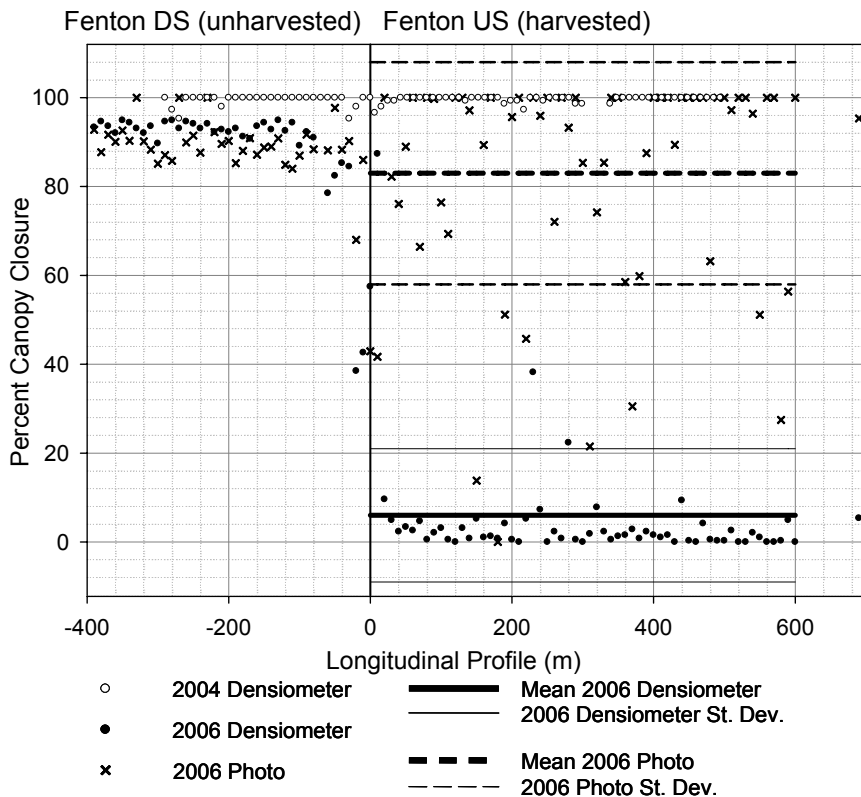 Fenton DS (unharvested) Fenton US (harvested)
Percent Canopy Closure
100
80
60
40
20
0
-400 -200 0 200 400 600
Longitudinal Profile (m)
2004 Densiometer
2006 Densiometer
2006 Photo
Mean 2006 Densiometer
2006 Densiometer St. Dev.
Mean 2006 Photo
2006 Photo St. Dev.